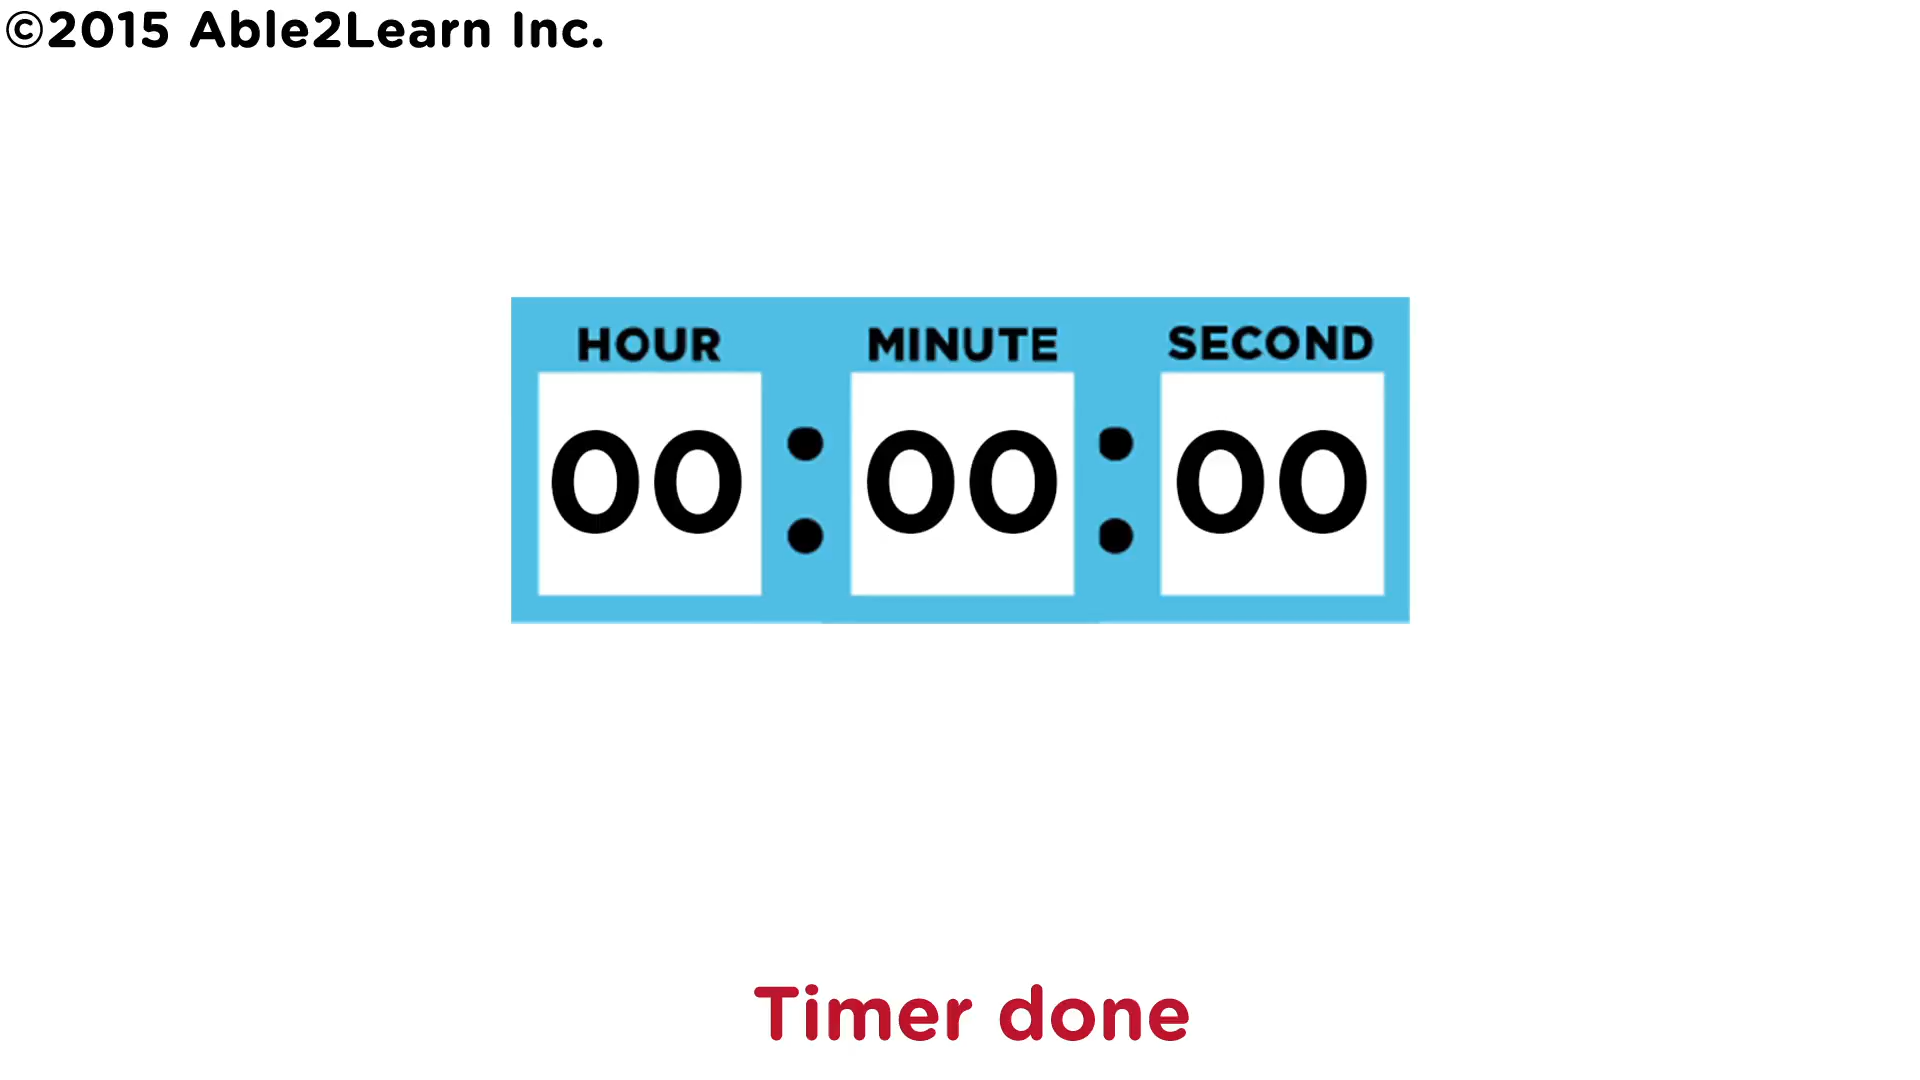 ©2015 Able2Learn Inc.
HOUR MINUTE SECOND
00 : 00 : 00
Timer done